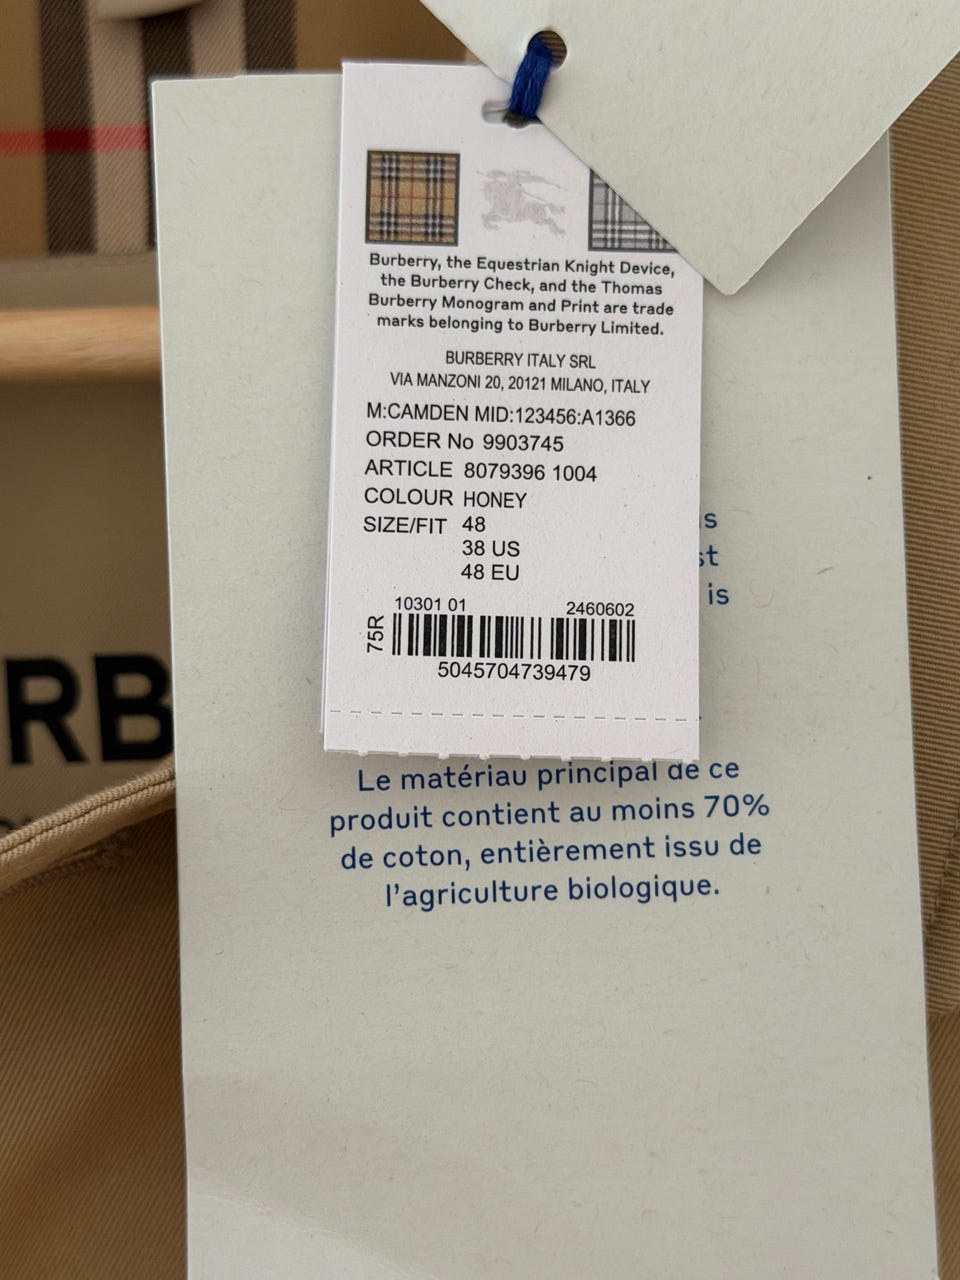 Burberry, the Equestrian Knight Device,
the Burberry Check, and the Thomas
Burberry Monogram and Print are trade
marks belonging to Burberry Limited.
BURBERRY ITALY SRL
VIA MANZONI 20, 20121 MILANO, ITALY
M:CAMDEN MID:123456:A1366
ORDER No 9903745
ARTICLE 8079396 1004
COLOUR HONEY
SIZE/FIT 48
38 US
48 EU
10301 01 2460602
75R
5045704739479
is
RB
Le matériau principal de ce
produit contient au moins 70%
de coton, entièrement issu de
l'agriculture biologique.